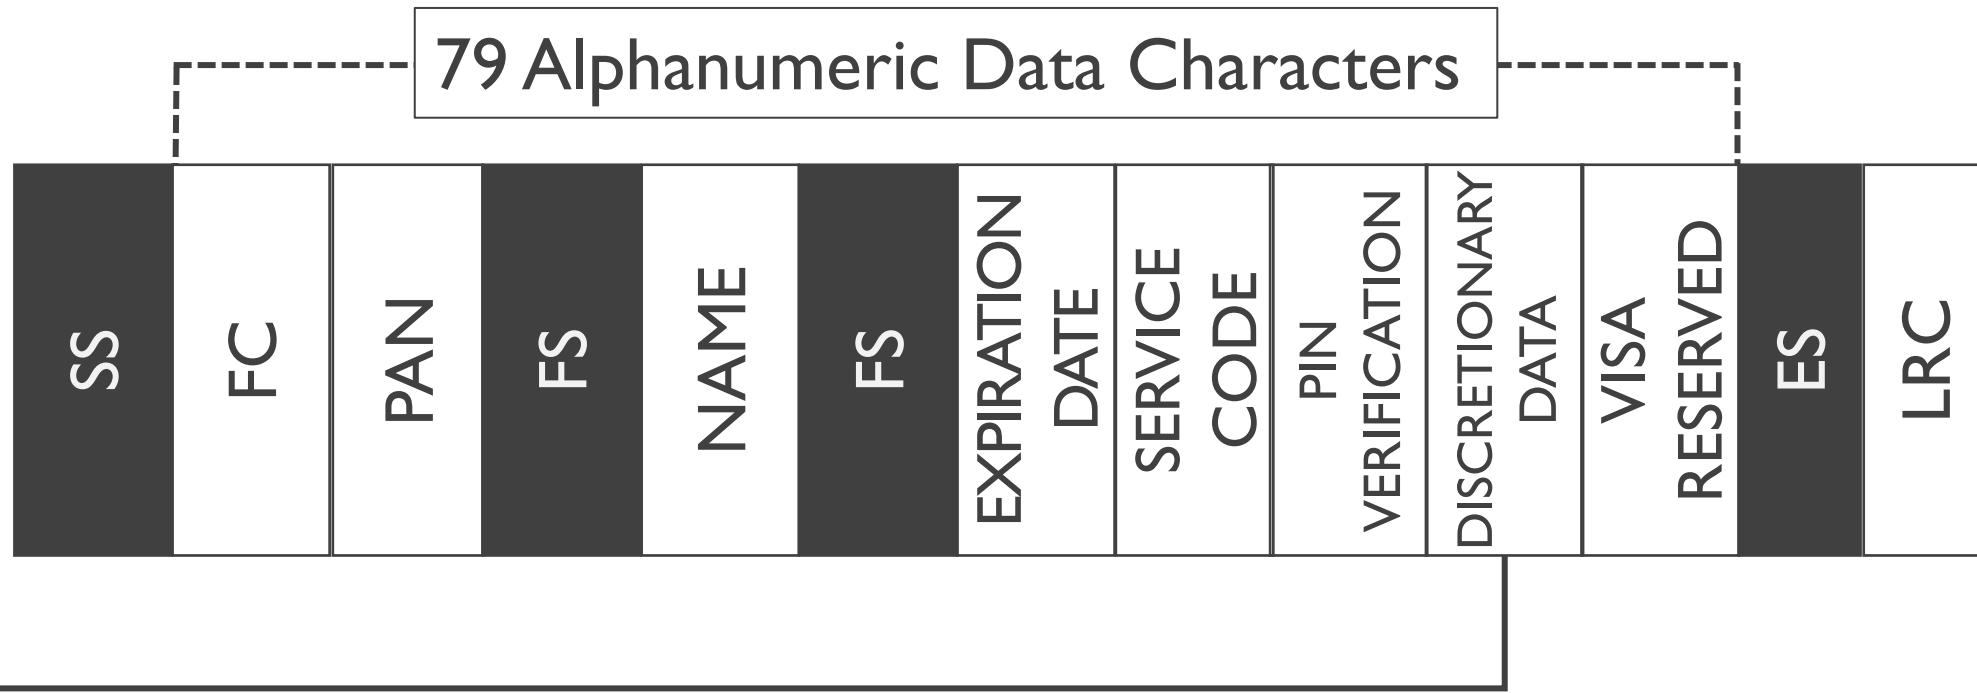 79 Alphanumeric Data Characters
SS
FC
PAN
FS
NAME
FS
EXPIRATION
DATE
SERVICE
CODE
PIN
VERIFICATION
DISCRETIONARY
DATA
VISA
RESERVED
ES
LRC